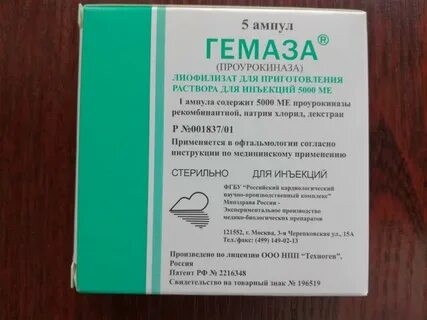 5 ампул
ГЕМАЗА®
(ПРОУРОКИНАЗА)
ЛИОФИЛИЗАТ ДЛЯ ПРИГОТОВЛЕНИЯ
РАСТВОРА ДЛЯ ИНЪЕКЦИЙ 5000 МЕ
1 ампула содержит 5000 МЕ проурокиназы
рекомбинантной, натрия хлорид, декстран
Р №001837/01
Применяется в офтальмологии согласно
инструкции по медицинскому применению
СТЕРИЛЬНО ДЛЯ ИНЪЕКЦИЙ
ФГБУ "Российский кардиологический
научно-производственный комплекс"
Минздрава России -
Экспериментальное производство
медико-биологических препаратов
121552, г. Москва, 3-я Черепковская ул., 15А
Тел./факс: (499) 149-02-13
Произведено по лицензии ООО НПП "Техноген",
Россия
Патент РФ № 2216348
Свидетельство на товарный знак № 196519